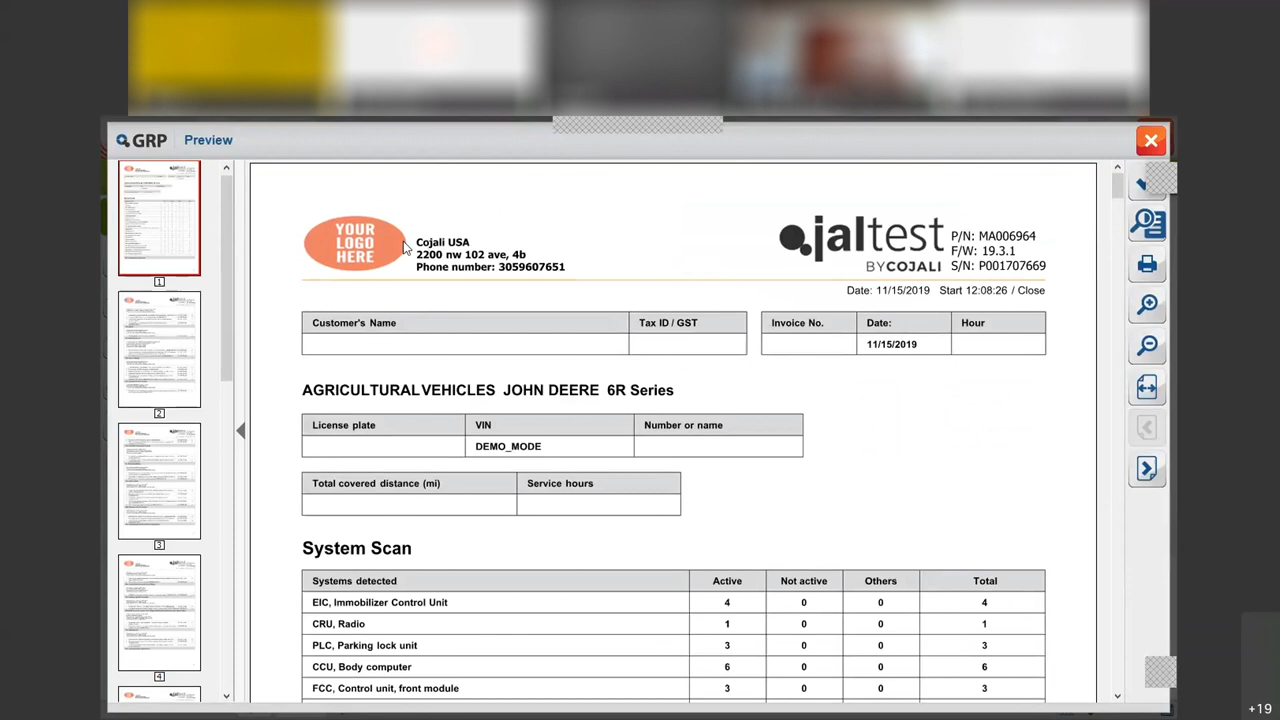 GRP Preview
YOUR
LOGO
HERE
Cojali USA
2200 nw 102 ave, 4b
Phone number: 3059607651
jaltest
BY COJALI
P/N: MA006964
F/W: 19.3.1
S/N: P001707669
Date: 11/15/2019 Start 12:08:26 / Close
Customer's Name Tax ID / GST Invoice No. Date: Hour
11/15/2019
AGRICULTURAL VEHICLES JOHN DEERE 6R Series
License plate VIN Number or name
DEMO_MODE
distance (mi) Service hours
System Scan
Systems detected Active Not active Total
Immobilizer Control Unit 4 0 0 4
CRU, Radio 1 0 0 1
PLC, Parking lock unit 3 0 0 3
CCU, Body computer 6 0 0 6
FCC, Control unit, front module 3 0 0 3
1
2
3
4
+19